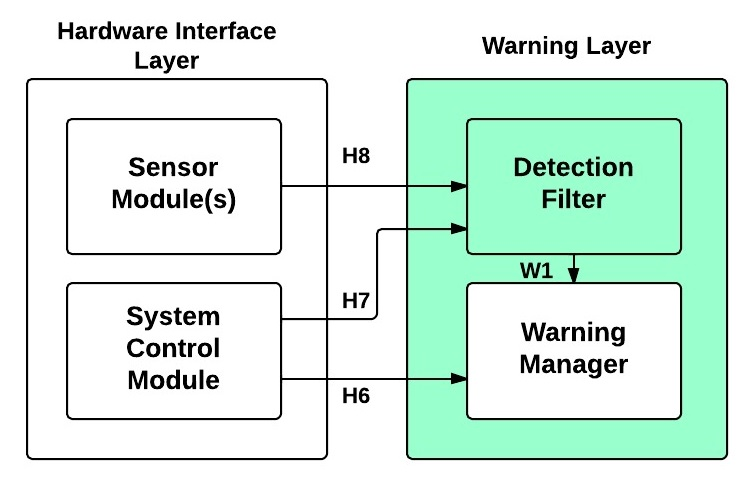 Hardware Interface
Layer
Warning Layer
Sensor
Module(s)
H8
Detection
Filter
W1
H7
System
Control
Module
Warning
Manager
H6